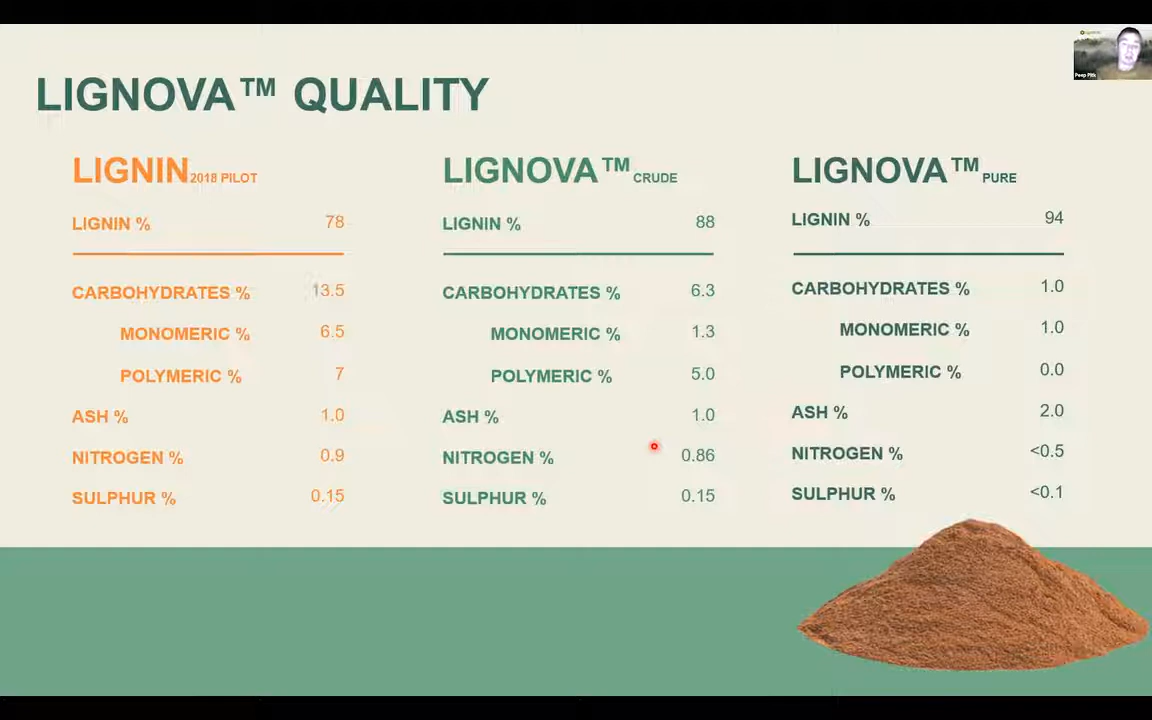 LIGNOVA™ QUALITY
LIGNIN 2018 PILOT
LIGNIN % 78
CARBOHYDRATES % 13.5
MONOMERIC % 6.5
POLYMERIC % 7
ASH % 1.0
NITROGEN % 0.9
SULPHUR % 0.15
LIGNOVA™ CRUDE
LIGNIN % 88
CARBOHYDRATES % 6.3
MONOMERIC % 1.3
POLYMERIC % 5.0
ASH % 1.0
NITROGEN % 0.86
SULPHUR % 0.15
LIGNOVA™ PURE
LIGNIN % 94
CARBOHYDRATES % 1.0
MONOMERIC % 1.0
POLYMERIC % 0.0
ASH % 2.0
NITROGEN % <0.5
SULPHUR % <0.1
Peep Pitk